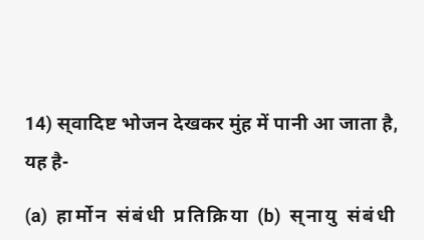 14) स्वादिष्ट भोजन देखकर मुंह में पानी आ जाता है,
यह है-
(a) हार्मोन संबंधी प्रतिक्रिया (b) स्नायु संबंधी